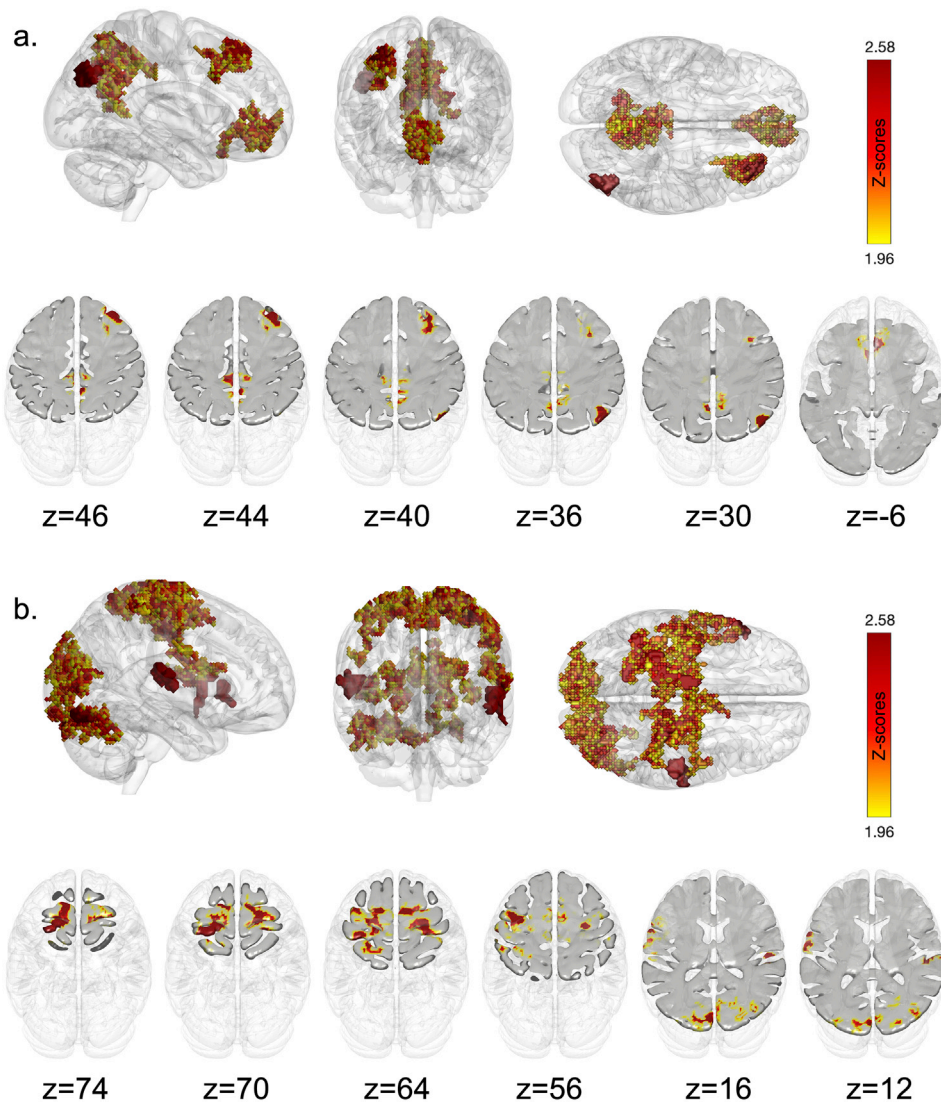 a.
2.58
Z-scores
1.96
z=46 z=44 z=40 z=36 z=30 z=-6
b.
2.58
Z-scores
1.96
z=74 z=70 z=64 z=56 z=16 z=12